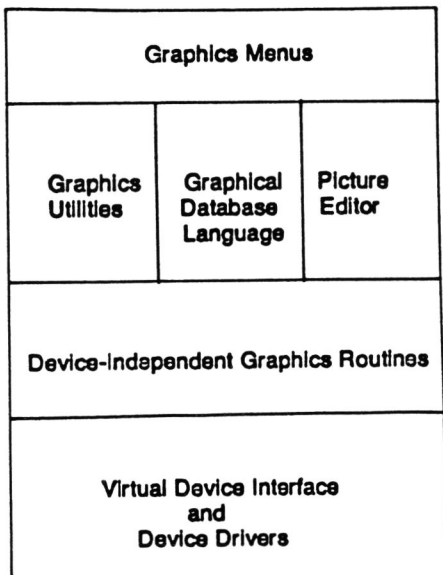 Graphics Menus
Graphics
Utilities
Graphical
Database
Language
Picture
Editor
Device-Independent Graphics Routines
Virtual Device Interface
and
Device Drivers